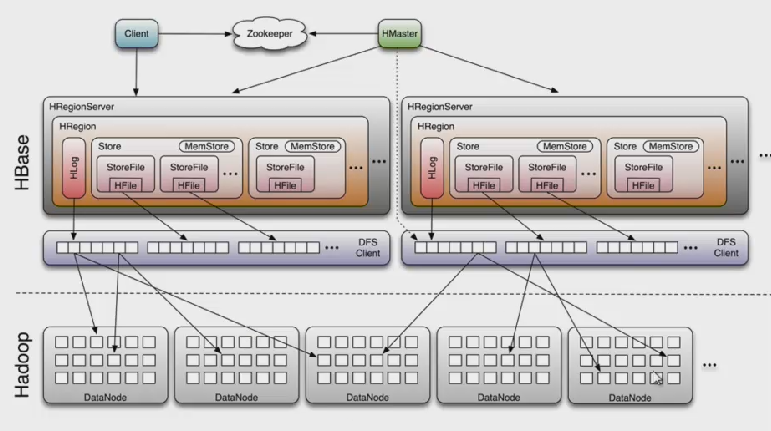 Client
Zookeeper
HMaster
HBase
HRegionServer
HRegion
HLog
Store
MemStore
StoreFile
HFile
StoreFile
HFile
...
Store
MemStore
StoreFile
HFile
...
...
HRegionServer
HRegion
HLog
Store
MemStore
StoreFile
HFile
StoreFile
HFile
...
Store
MemStore
StoreFile
HFile
...
...
...
...
DFS
Client
...
DFS
Client
Hadoop
DataNode
DataNode
DataNode
DataNode
DataNode
...